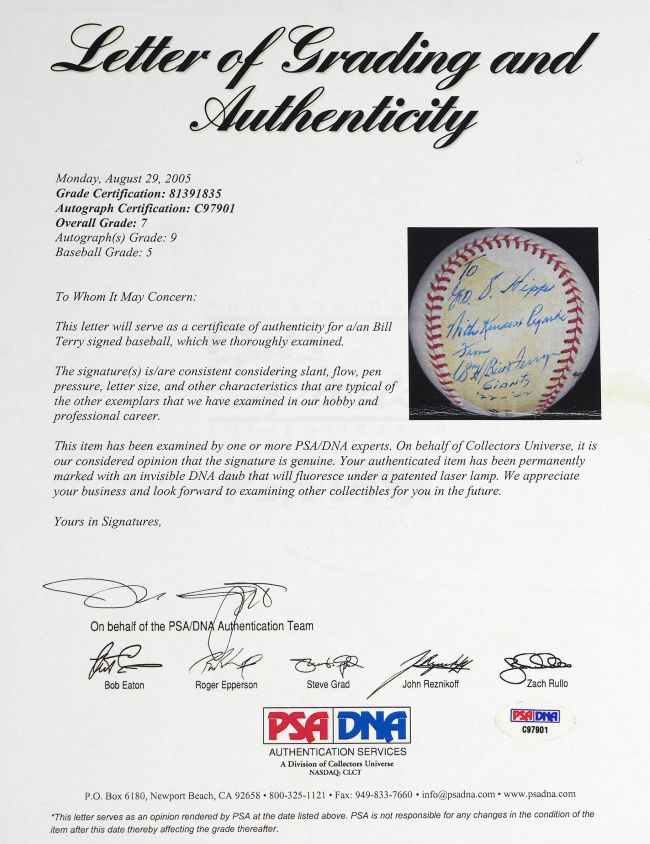 Letter of Grading and
Authenticity
Monday, August 29, 2005
Grade Certification: 81391835
Autograph Certification: C97901
Overall Grade: 7
Autograph(s) Grade: 9
Baseball Grade: 5
To Whom It May Concern:
This letter will serve as a certificate of authenticity for a/an Bill
Terry signed baseball, which we thoroughly examined.
The signature(s) is/are consistent considering slant, flow, pen
pressure, letter size, and other characteristics that are typical of
the other exemplars that we have examined in our hobby and
professional career.
To
S. Hipp
With Kindest Regards
From
"Bill" Terry
Giants
This item has been examined by one or more PSA/DNA experts. On behalf of Collectors Universe, it is
our considered opinion that the signature is genuine. Your authenticated item has been permanently
marked with an invisible DNA daub that will fluoresce under a patented laser lamp. We appreciate
your business and look forward to examining other collectibles for you in the future.
Yours in Signatures,
On behalf of the PSA/DNA Authentication Team
Bob Eaton
Roger Epperson
Steve Grad
John Reznikoff
Zach Rullo
PSA DNA
AUTHENTICATION SERVICES
A Division of Collectors Universe
NASDAQ: CLCT
PSA DNA
C97901
P.O. Box 6180, Newport Beach, CA 92658 • 800-325-1121 • Fax: 949-833-7660 • info@psadna.com • www.psadna.com
*This letter serves as an opinion rendered by PSA at the date listed above. PSA is not responsible for any changes in the condition of the
item after this date thereby affecting the grade thereafter.